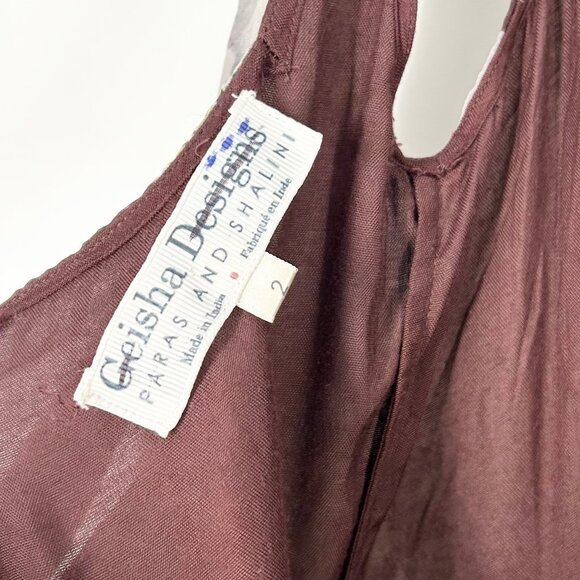 Geisha Designs
PARAS AND SHALINI
Made in India
Fabriqué en Inde
2